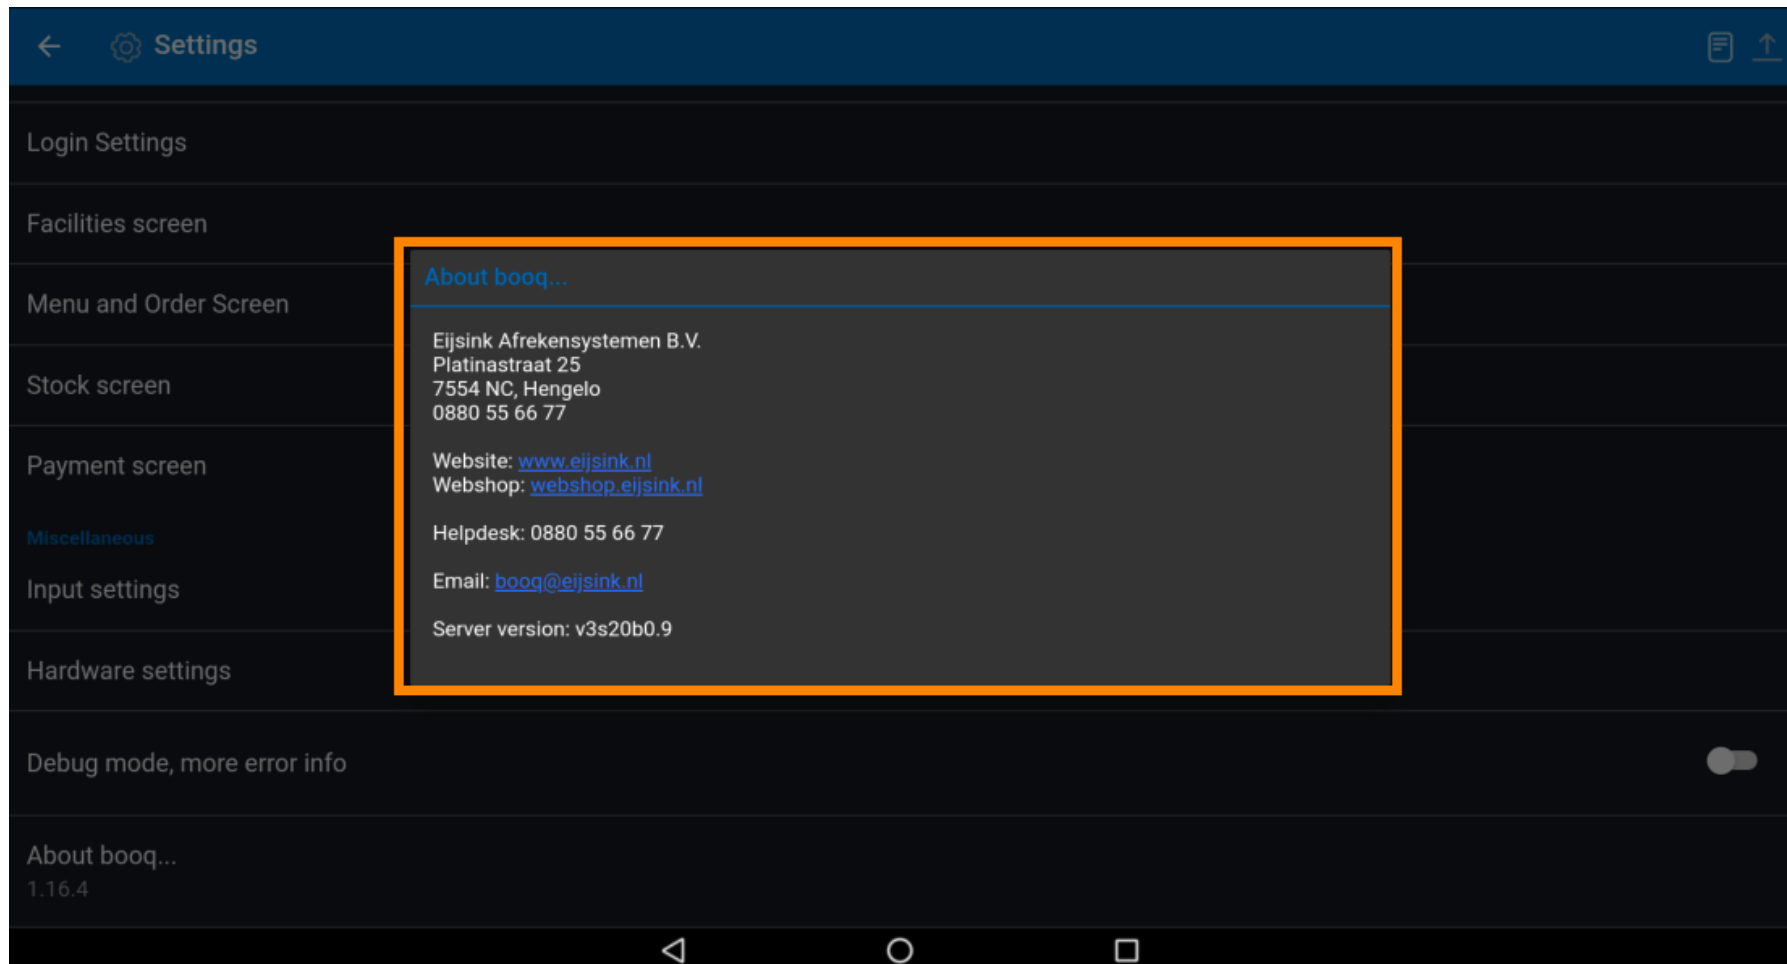 Settings
Login Settings
Facilities screen
Menu and Order Screen
Stock screen
Payment screen
Miscellaneous
Input settings
Hardware settings
Debug mode, more error info
About booq...
1.16.4
About booq...
Eijsink Afrekensystemen B.V.
Platinastraat 25
7554 NC, Hengelo
0880 55 66 77
Website: www.eijsink.nl
Webshop: webshop.eijsink.nl
Helpdesk: 0880 55 66 77
Email: booq@eijsink.nl
Server version: v3s20b0.9